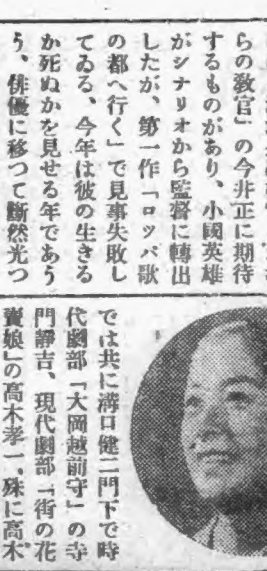 らの教官」の今井正に期待
するものがあり、小國英雄
がシナリオから監督に轉出
したが、第一作「ロッパ歌
の都へ行く」で見事失敗し
てゐる、今年は彼の生きる
か死ぬかを見せる年であら
う、俳優に移つて斷然光つ
では共に溝口健二門下で時
代劇部「大岡越前守」の寺
門靜吉、現代劇部「街の花
賣娘」の高木孝一、殊に高木